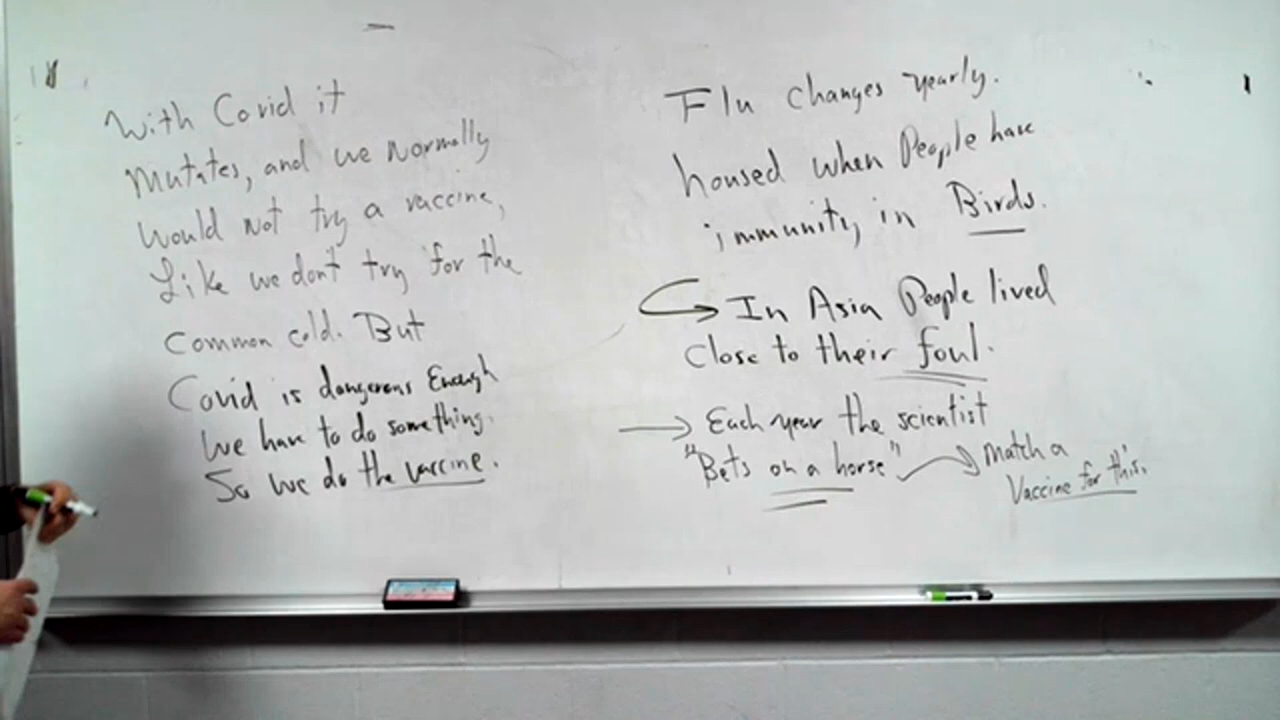 With Covid it
Mutates, and we Normally
Would not try a vaccine,
Like we don't try for the
Common cold. But
Covid is dangerous Enough
We have to do something.
So we do the vaccine.
Flu changes yearly.
housed when People have
immunity in Birds.
In Asia People lived
Close to their foul.
Each year the scientist
"Bets on a horse"
Match a
Vaccine for this.